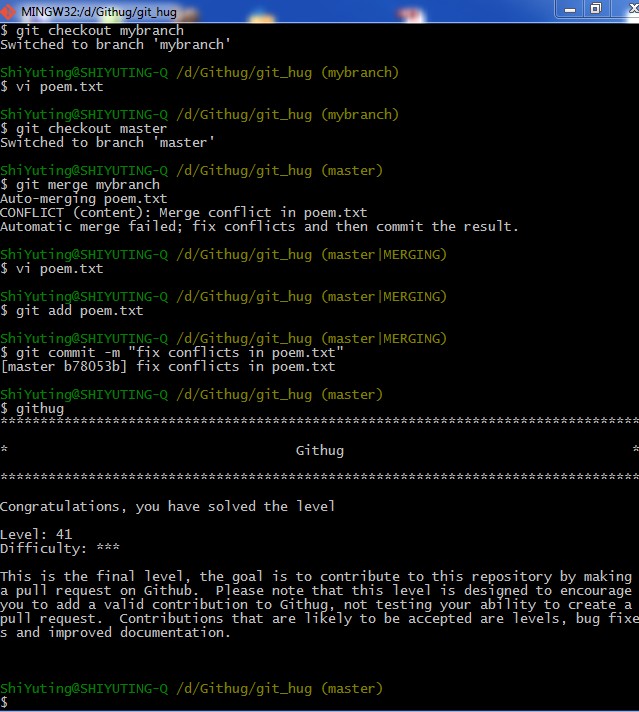 MINGW32:/d/Githug/git_hug
$ git checkout mybranch
Switched to branch 'mybranch'
ShiYuting@SHIYUTING-Q /d/Githug/git_hug (mybranch)
$ vi poem.txt
ShiYuting@SHIYUTING-Q /d/Githug/git_hug (mybranch)
$ git checkout master
Switched to branch 'master'
ShiYuting@SHIYUTING-Q /d/Githug/git_hug (master)
$ git merge mybranch
Auto-merging poem.txt
CONFLICT (content): Merge conflict in poem.txt
Automatic merge failed; fix conflicts and then commit the result.
ShiYuting@SHIYUTING-Q /d/Githug/git_hug (master|MERGING)
$ vi poem.txt
ShiYuting@SHIYUTING-Q /d/Githug/git_hug (master|MERGING)
$ git add poem.txt
ShiYuting@SHIYUTING-Q /d/Githug/git_hug (master|MERGING)
$ git commit -m "fix conflicts in poem.txt"
[master b78053b] fix conflicts in poem.txt
ShiYuting@SHIYUTING-Q /d/Githug/git_hug (master)
$ githug
********************************************************************************
* Githug *
********************************************************************************
Congratulations, you have solved the level
Level: 41
Difficulty: ***
This is the final level, the goal is to contribute to this repository by making
a pull request on Github.  Please note that this level is designed to encourage
you to add a valid contribution to Githug, not testing your ability to create a
pull request.  Contributions that are likely to be accepted are levels, bug fixe
s and improved documentation.
ShiYuting@SHIYUTING-Q /d/Githug/git_hug (master)
$